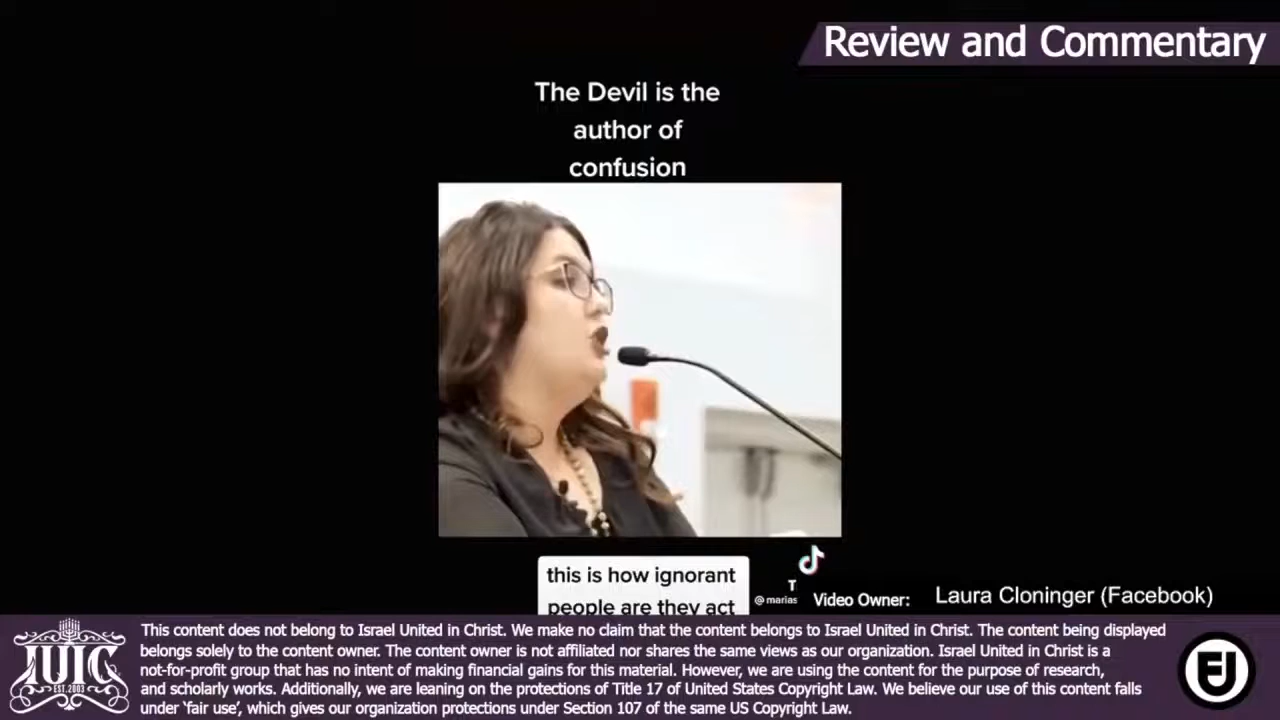 Review and Commentary
The Devil is the
author of
confusion
this is how ignorant
people are they act
T
@marias
Video Owner:
Laura Cloninger (Facebook)
IUIC
EST.2003
This content does not belong to Israel United in Christ. We make no claim that the content belongs to Israel United in Christ. The content being displayed
belongs solely to the content owner. The content owner is not affiliated nor shares the same views as our organization. Israel United in Christ is a
not-for-profit group that has no intent of making financial gains for this material. However, we are using the content for the purpose of research,
and scholarly works. Additionally, we are leaning on the protections of Title 17 of United States Copyright Law. We believe our use of this content falls
under 'fair use', which gives our organization protections under Section 107 of the same US Copyright Law.